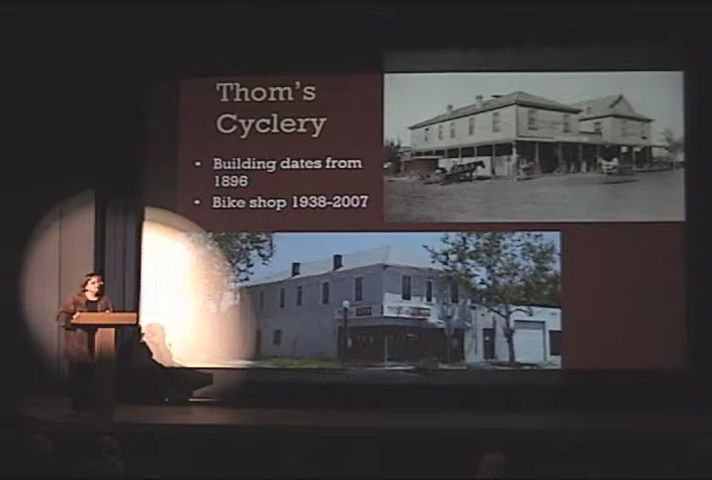 Thom's
Cyclery
• Building dates from
1896
• Bike shop 1938-2007